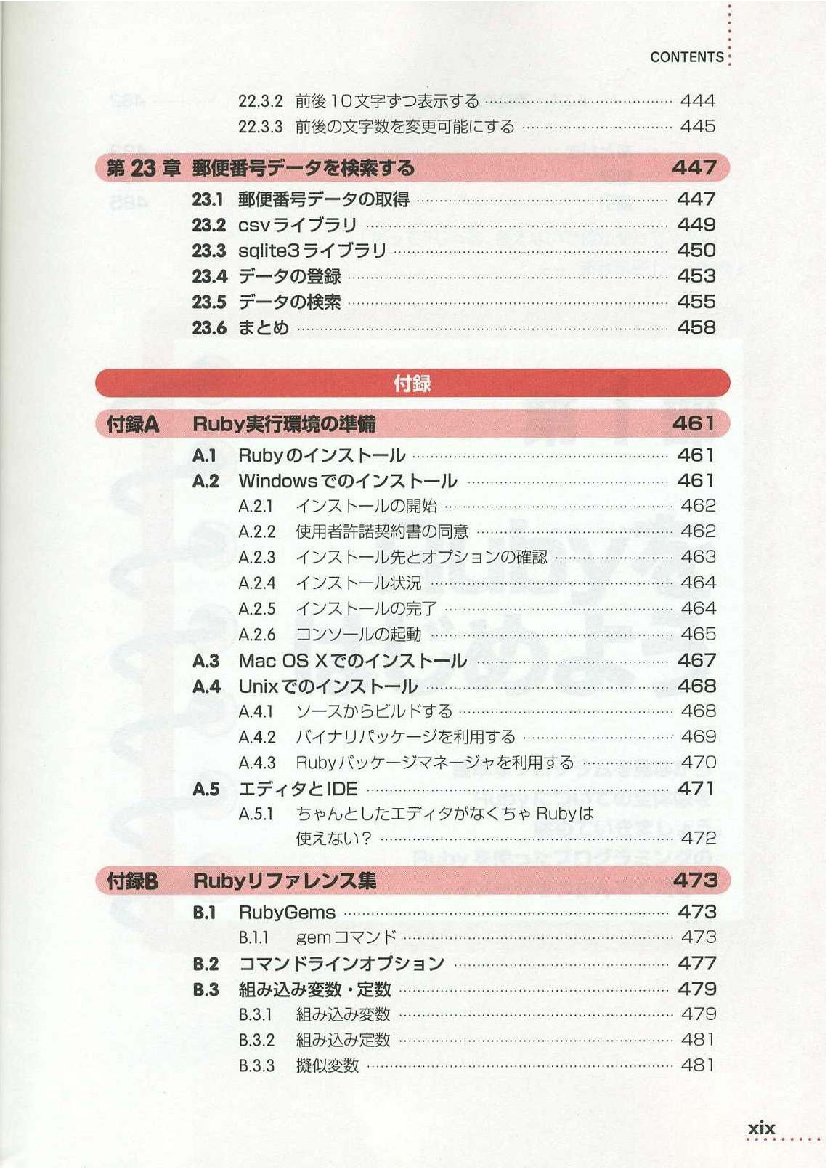 CONTENTS
22.3.2 前後10文字ずつ表示する 444
22.3.3 前後の文字数を変更可能にする 445
第23章 郵便番号データを検索する 447
23.1 郵便番号データの取得 447
23.2 csvライブラリ 449
23.3 sqlite3ライブラリ 450
23.4 データの登録 453
23.5 データの検索 455
23.6 まとめ 458
付録
付録A Ruby実行環境の準備 461
A.1 Rubyのインストール 461
A.2 Windowsでのインストール 461
A.2.1 インストールの開始 462
A.2.2 使用者許諾契約書の同意 462
A.2.3 インストール先とオプションの確認 463
A.2.4 インストール状況 464
A.2.5 インストールの完了 464
A.2.6 コンソールの起動 465
A.3 Mac OS Xでのインストール 467
A.4 Unixでのインストール 468
A.4.1 ソースからビルドする 468
A.4.2 バイナリパッケージを利用する 469
A.4.3 Rubyパッケージマネージャを利用する 470
A.5 エディタとIDE 471
A.5.1 ちゃんとしたエディタがなくちゃRubyは
使えない？ 472
付録B Rubyリファレンス集 473
B.1 RubyGems 473
B.1.1 gemコマンド 473
B.2 コマンドラインオプション 477
B.3 組み込み変数・定数 479
B.3.1 組み込み変数 479
B.3.2 組み込み定数 481
B.3.3 擬似変数 481
xix